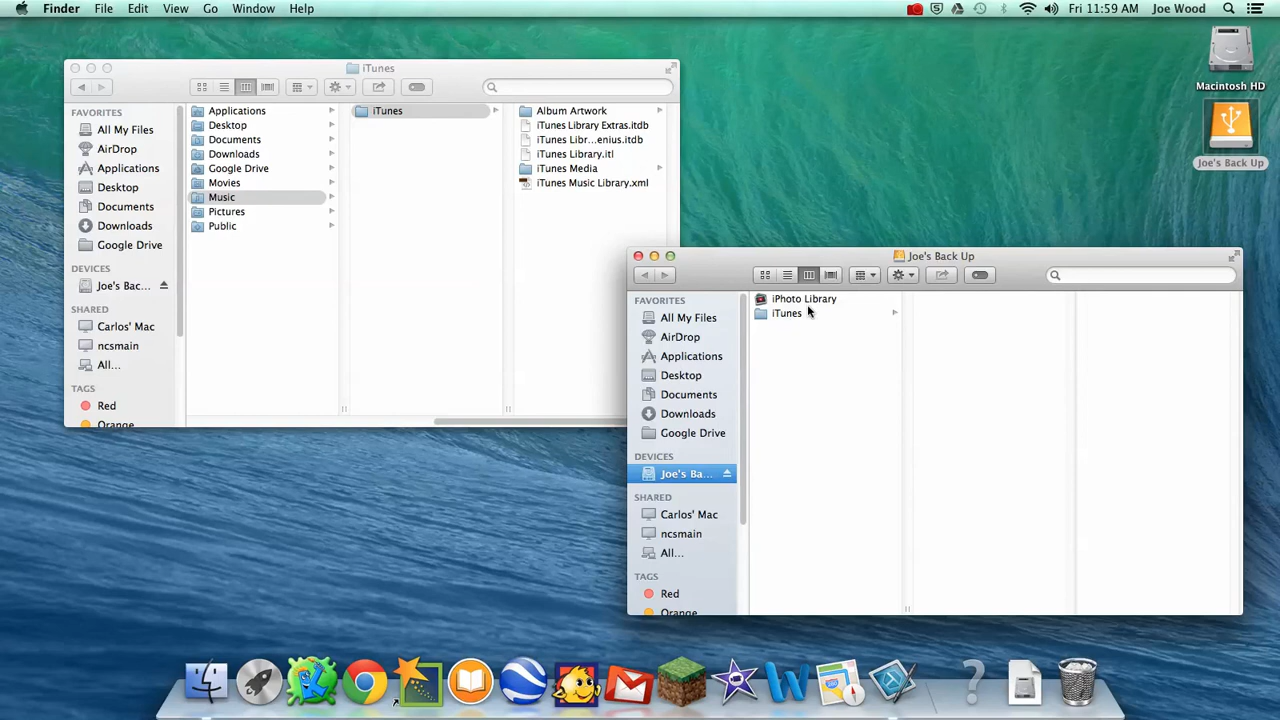 Finder File Edit View Go Window Help
Fri 11:59 AM Joe Wood
Macintosh HD
Joe's Back Up
iTunes
FAVORITES
All My Files
AirDrop
Applications
Desktop
Documents
Downloads
Google Drive
DEVICES
Joe's Bac...
SHARED
Carlos' Mac
ncsmain
All...
TAGS
Red
Orange
Applications
Desktop
Documents
Downloads
Google Drive
Movies
Music
Pictures
Public
iTunes
Album Artwork
iTunes Library Extras.itdb
iTunes Libr...enius.itdb
iTunes Library.itl
iTunes Media
iTunes Music Library.xml
Joe's Back Up
FAVORITES
All My Files
AirDrop
Applications
Desktop
Documents
Downloads
Google Drive
DEVICES
Joe's Ba...
SHARED
Carlos' Mac
ncsmain
All...
TAGS
Red
Orange
iPhoto Library
iTunes